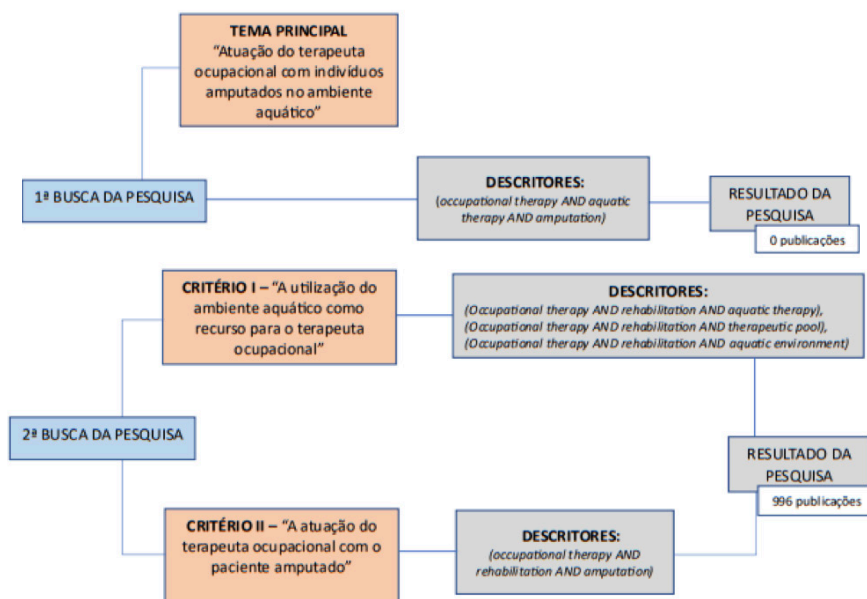 TEMA PRINCIPAL
“Atuação do terapeuta
ocupacional com indivíduos
amputados no ambiente
aquático”
1ª BUSCA DA PESQUISA
DESCRITORES:
(occupational therapy AND aquatic
therapy AND amputation)
RESULTADO DA
PESQUISA
0 publicações
CRITÉRIO I – “A utilização do
ambiente aquático como
recurso para o terapeuta
ocupacional”
DESCRITORES:
(Occupational therapy AND rehabilitation AND aquatic therapy),
(Occupational therapy AND rehabilitation AND therapeutic pool),
(Occupational therapy AND rehabilitation AND aquatic environment)
2ª BUSCA DA PESQUISA
RESULTADO DA
PESQUISA
996 publicações
CRITÉRIO II – “A atuação do
terapeuta ocupacional com o
paciente amputado”
DESCRITORES:
(occupational therapy AND
rehabilitation AND amputation)